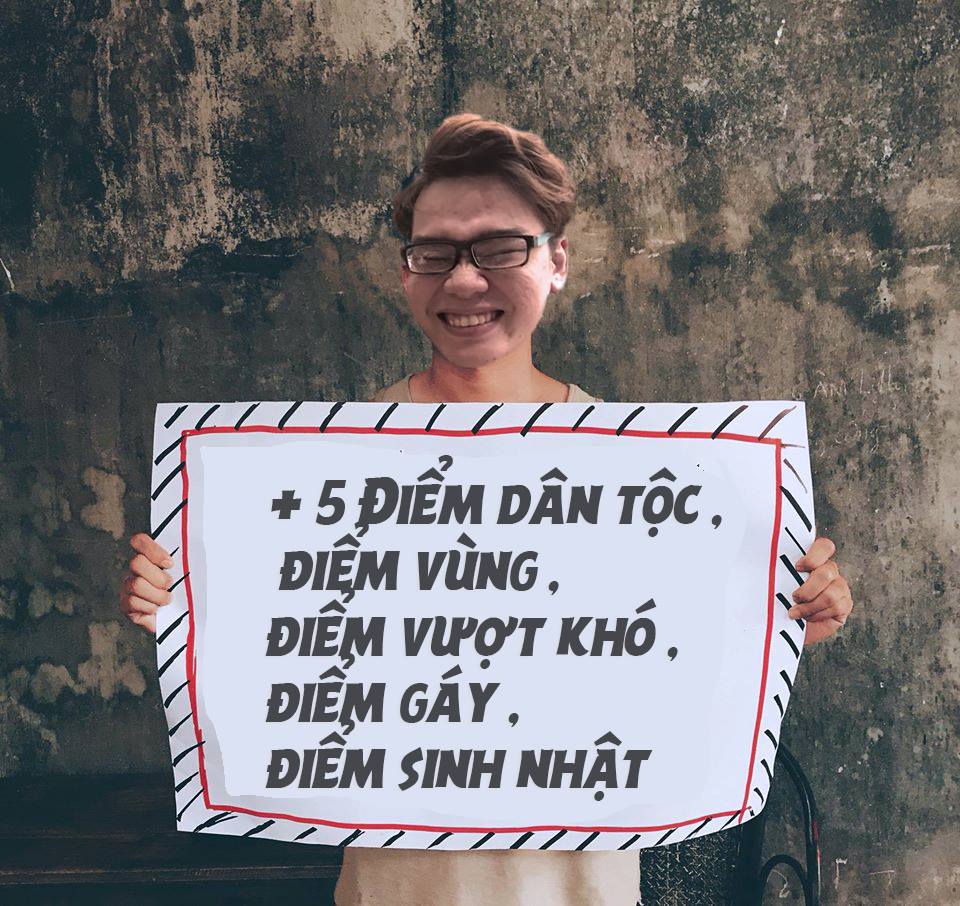 + 5 Điểm dân tộc ,
điểm vùng ,
điểm vượt khó ,
điểm gáy ,
điểm sinh nhật